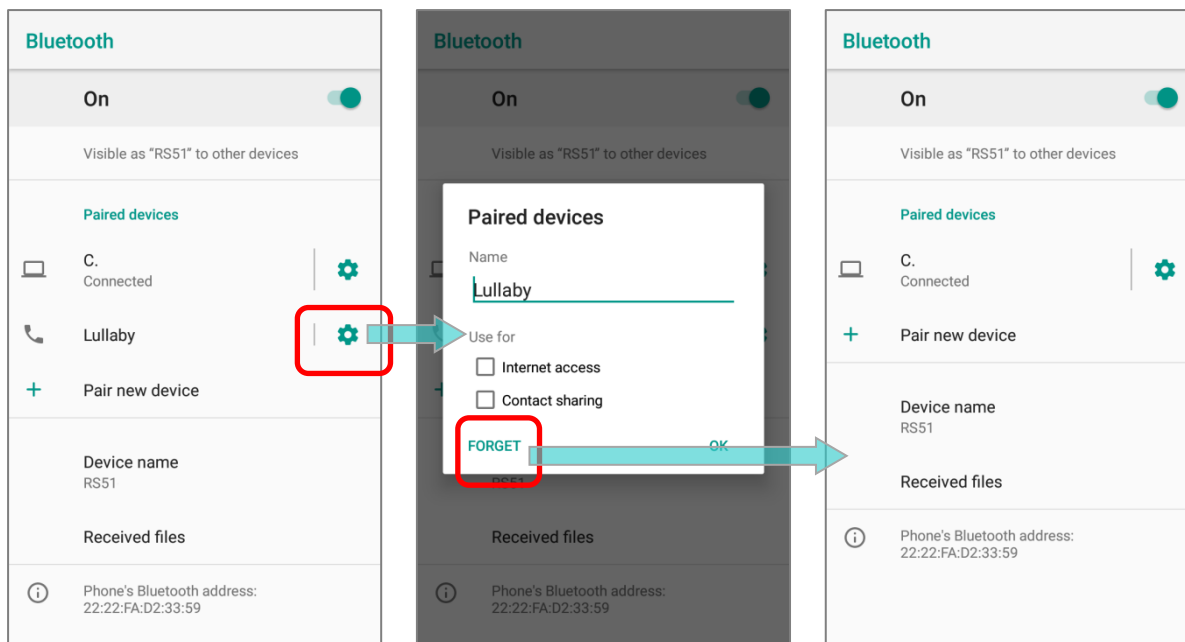 Bluetooth
On
Visible as "RS51" to other devices
Paired devices
C.
Connected
Lullaby
Pair new device
Device name
RS51
Received files
Phone's Bluetooth address:
22:22:FA:D2:33:59
Bluetooth
On
Visible as "RS51" to other devices
Paired devices
Name
Lullaby
Use for
Internet access
Contact sharing
FORGET
OK
RS51
Received files
Phone's Bluetooth address:
22:22:FA:D2:33:59
Bluetooth
On
Visible as "RS51" to other devices
Paired devices
C.
Connected
Pair new device
Device name
RS51
Received files
Phone's Bluetooth address:
22:22:FA:D2:33:59